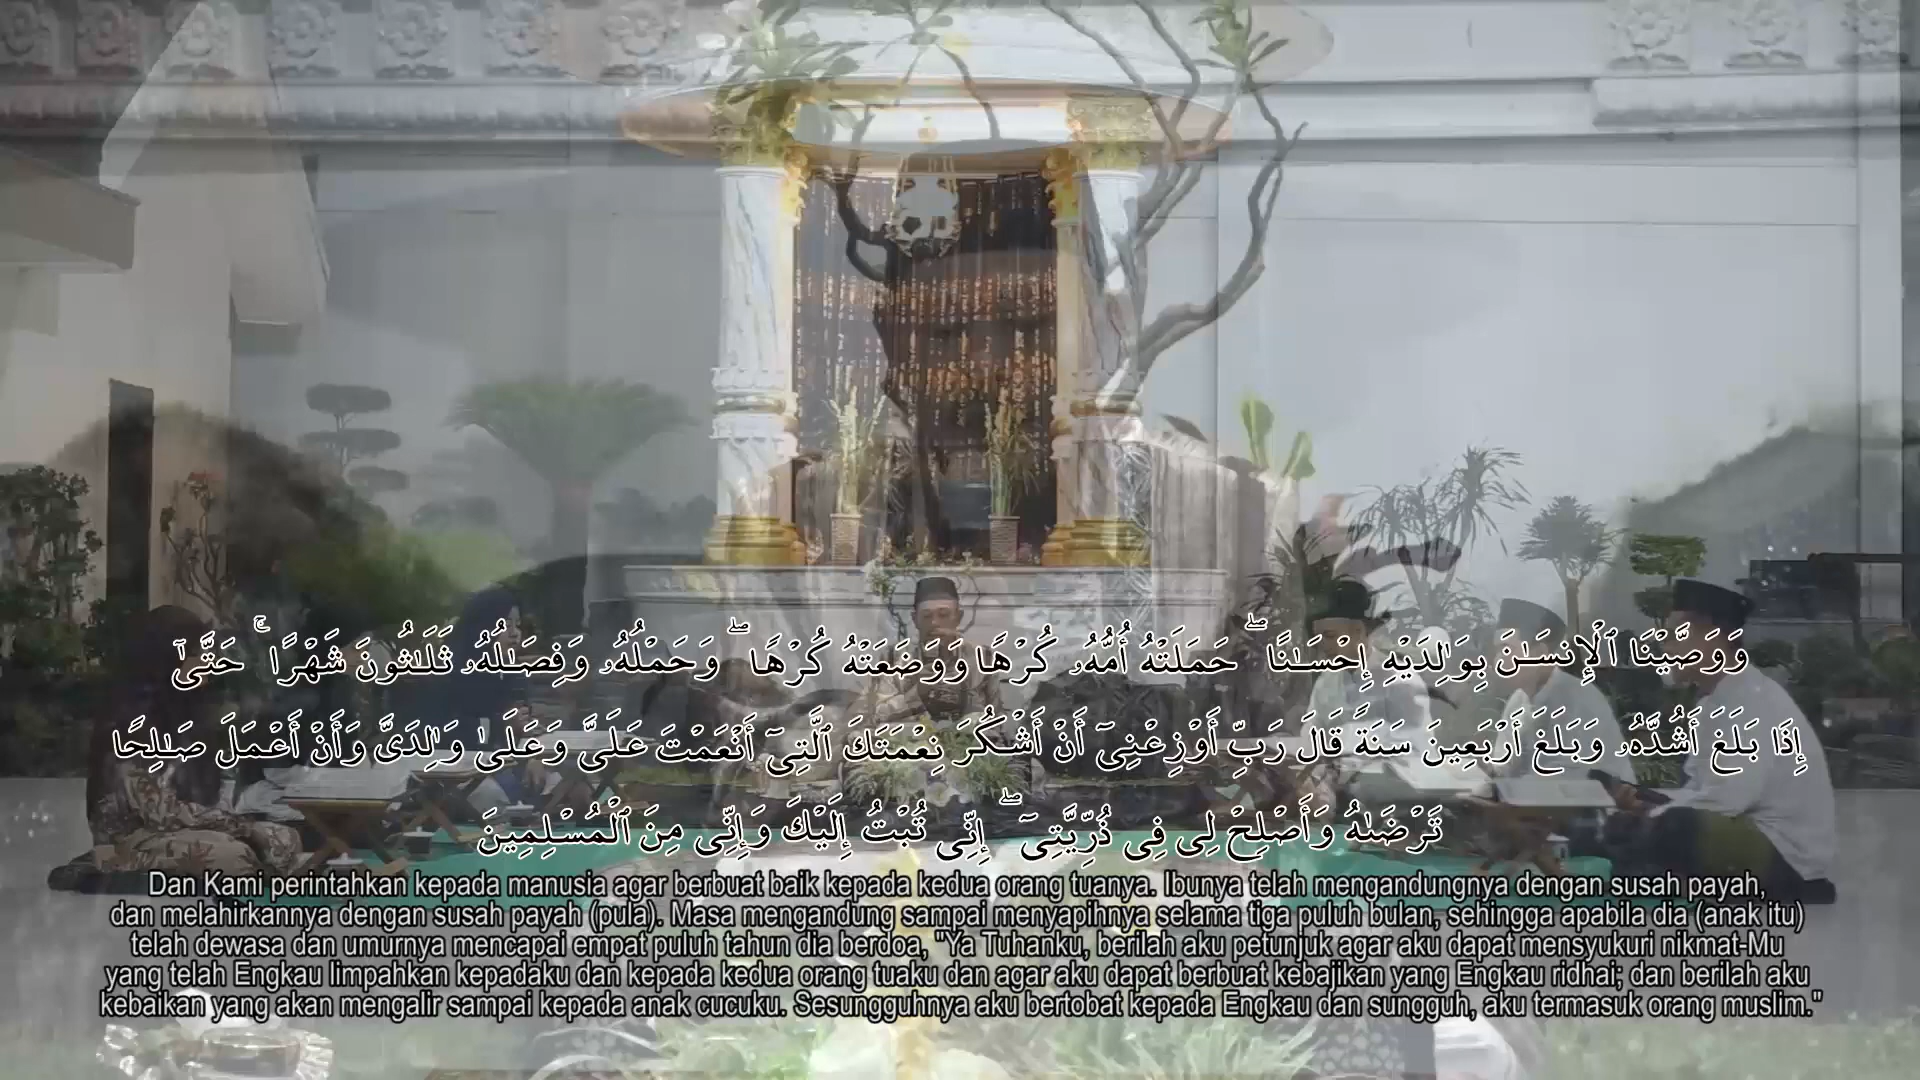 وَوَصَّيْنَا ٱلْإِنسَـٰنَ بِوَٰلِدَيْهِ إِحْسَـٰنًا ۖ حَمَلَتْهُ أُمُّهُۥ كُرْهًا وَوَضَعَتْهُ كُرْهًا ۖ وَحَمْلُهُۥ وَفِصَـٰلُهُۥ ثَلَـٰثُونَ شَهْرًا ۚ حَتَّىٰٓ
إِذَا بَلَغَ أَشُدَّهُۥ وَبَلَغَ أَرْبَعِينَ سَنَةً قَالَ رَبِّ أَوْزِعْنِىٓ أَنْ أَشْكُرَ نِعْمَتَكَ ٱلَّتِىٓ أَنْعَمْتَ عَلَىَّ وَعَلَىٰ وَٰلِدَىَّ وَأَنْ أَعْمَلَ صَـٰلِحًا
تَرْضَىٰهُ وَأَصْلِحْ لِى فِى ذُرِّيَّتِىٓ ۖ إِنِّى تُبْتُ إِلَيْكَ وَإِنِّى مِنَ ٱلْمُسْلِمِينَ
Dan Kami perintahkan kepada manusia agar berbuat baik kepada kedua orang tuanya. Ibunya telah mengandungnya dengan susah payah,
dan melahirkannya dengan susah payah (pula). Masa mengandung sampai menyapihnya selama tiga puluh bulan, sehingga apabila dia (anak itu)
telah dewasa dan umurnya mencapai empat puluh tahun dia berdoa, "Ya Tuhanku, berilah aku petunjuk agar aku dapat mensyukuri nikmat-Mu
yang telah Engkau limpahkan kepadaku dan kepada kedua orang tuaku dan agar aku dapat berbuat kebajikan yang Engkau ridhai; dan berilah aku
kebaikan yang akan mengalir sampai kepada anak cucuku. Sesungguhnya aku bertobat kepada Engkau dan sungguh, aku termasuk orang muslim."